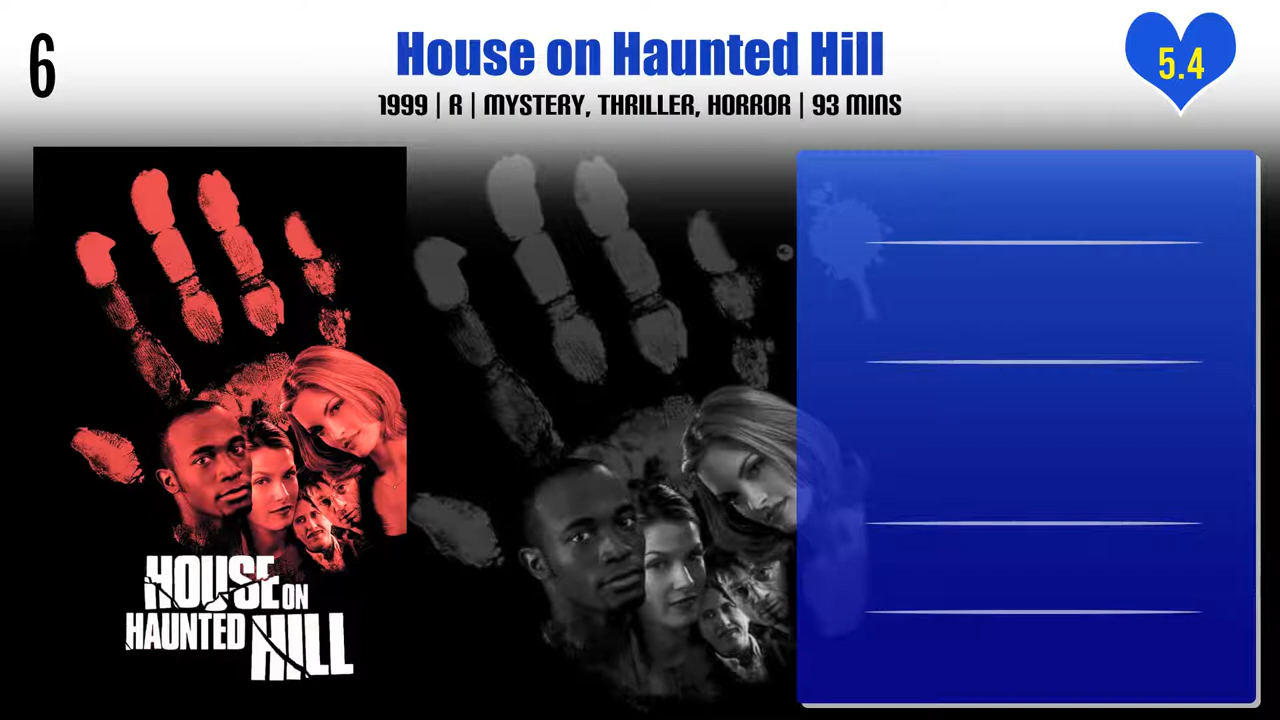 6
House on Haunted Hill
5.4
1999 | R | MYSTERY, THRILLER, HORROR | 93 MINS
HOUSE ON
HAUNTED HILL